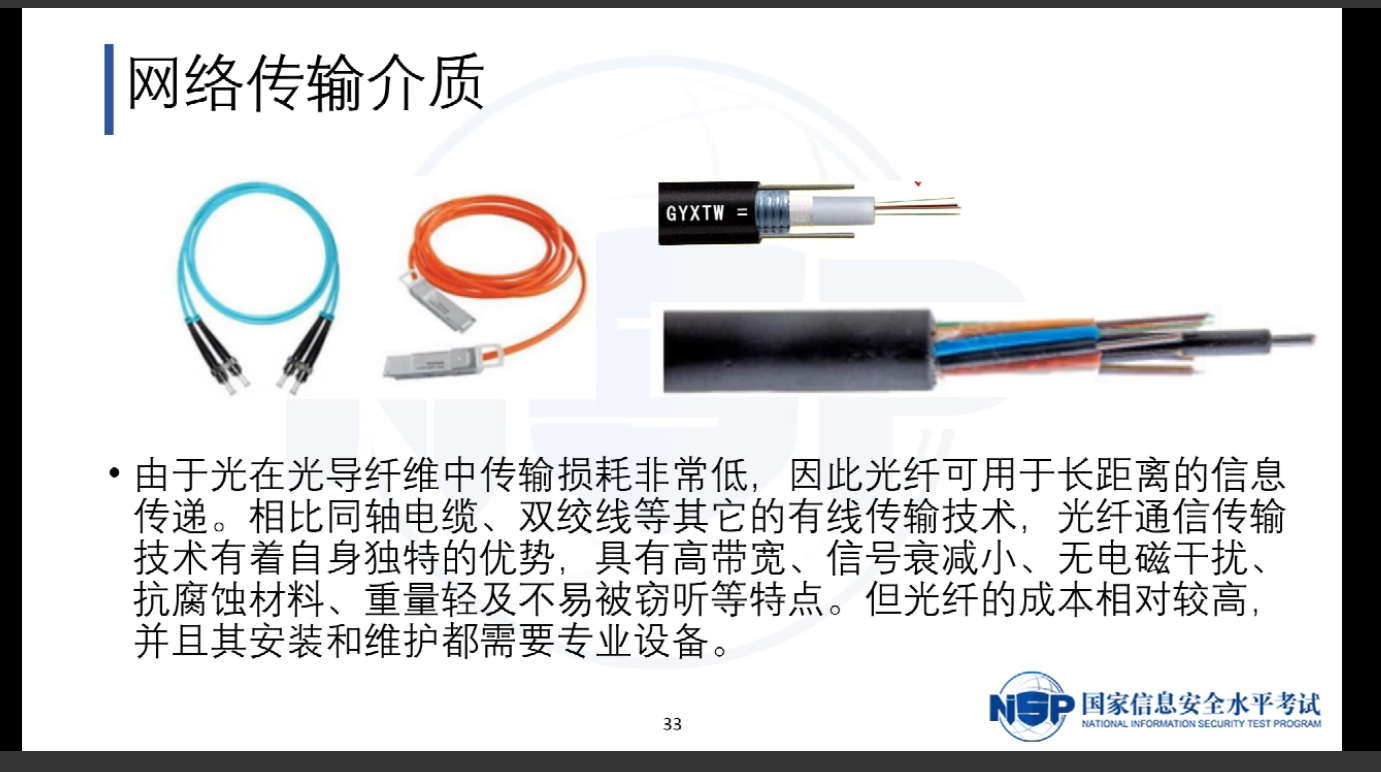 网络传输介质
GYXTW =
• 由于光在光导纤维中传输损耗非常低，因此光纤可用于长距离的信息
传递。相比同轴电缆、双绞线等其它的有线传输技术，光纤通信传输
技术有着自身独特的优势，具有高带宽、信号衰减小、无电磁干扰、
抗腐蚀材料、重量轻及不易被窃听等特点。但光纤的成本相对较高，
并且其安装和维护都需要专业设备。
33
NSP 国家信息安全水平考试
NATIONAL INFORMATION SECURITY TEST PROGRAM